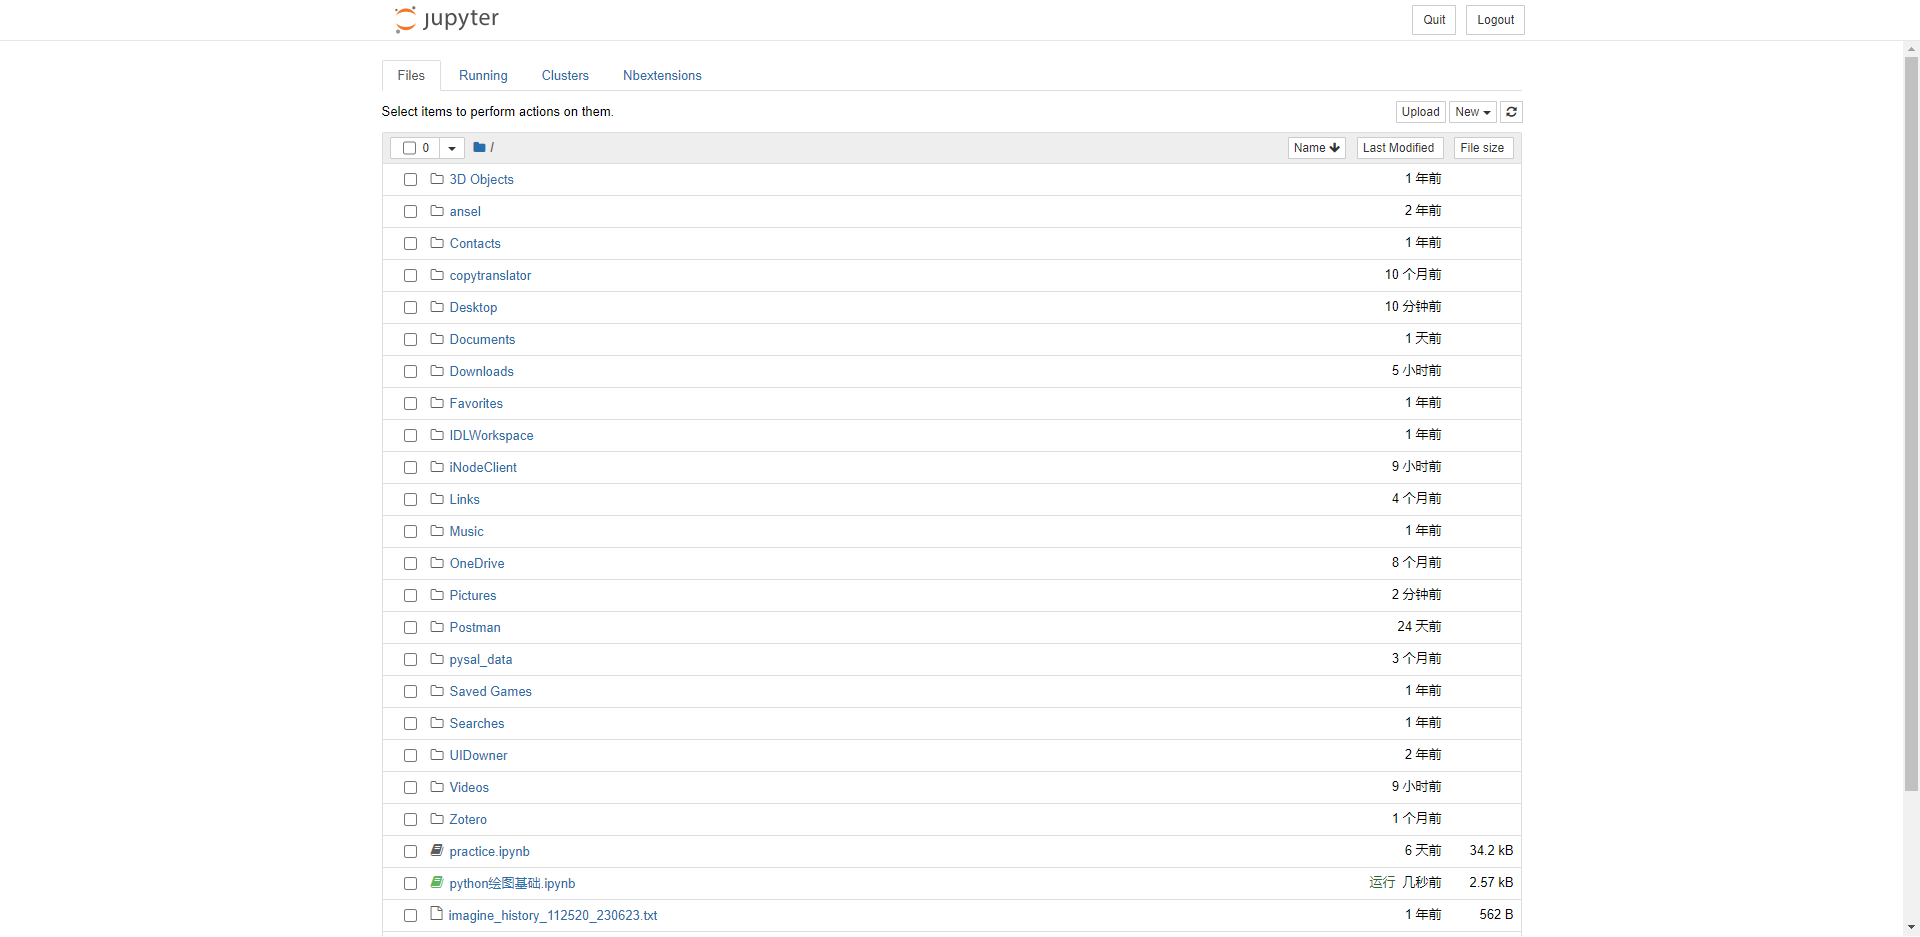 jupyter Quit Logout
Files Running Clusters Nbextensions
Select items to perform actions on them. Upload New
0 / Name Last Modified File size
3D Objects 1 年前
ansel 2 年前
Contacts 1 年前
copytranslator 10 个月前
Desktop 10 分钟前
Documents 1 天前
Downloads 5 小时前
Favorites 1 年前
IDLWorkspace 1 年前
iNodeClient 9 小时前
Links 4 个月前
Music 1 年前
OneDrive 8 个月前
Pictures 2 分钟前
Postman 24 天前
pysal_data 3 个月前
Saved Games 1 年前
Searches 1 年前
UIDowner 2 年前
Videos 9 小时前
Zotero 1 个月前
practice.ipynb 6 天前 34.2 kB
python绘图基础.ipynb 运行 几秒前 2.57 kB
imagine_history_112520_230623.txt 1 年前 562 B